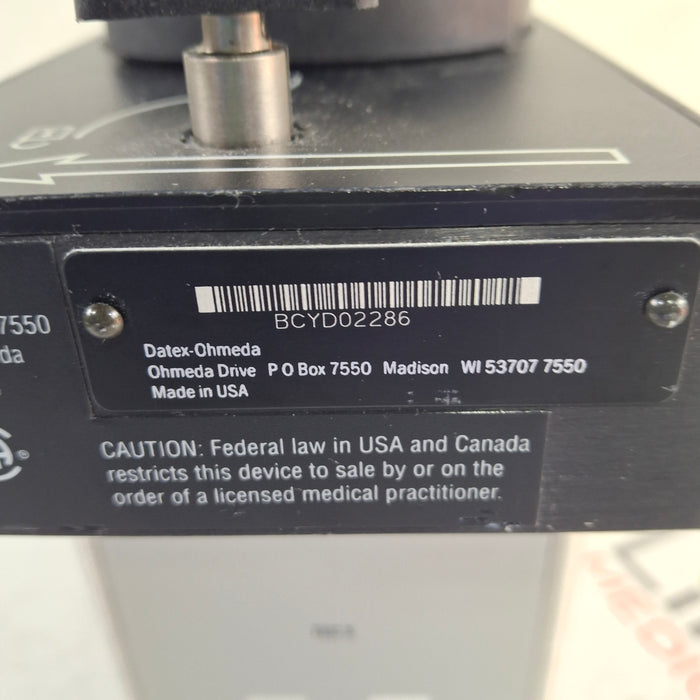 7550
da
BCYD02286
Datex-Ohmeda
Ohmeda Drive P O Box 7550 Madison WI 53707 7550
Made in USA
CAUTION: Federal law in USA and Canada
restricts this device to sale by or on the
order of a licensed medical practitioner.